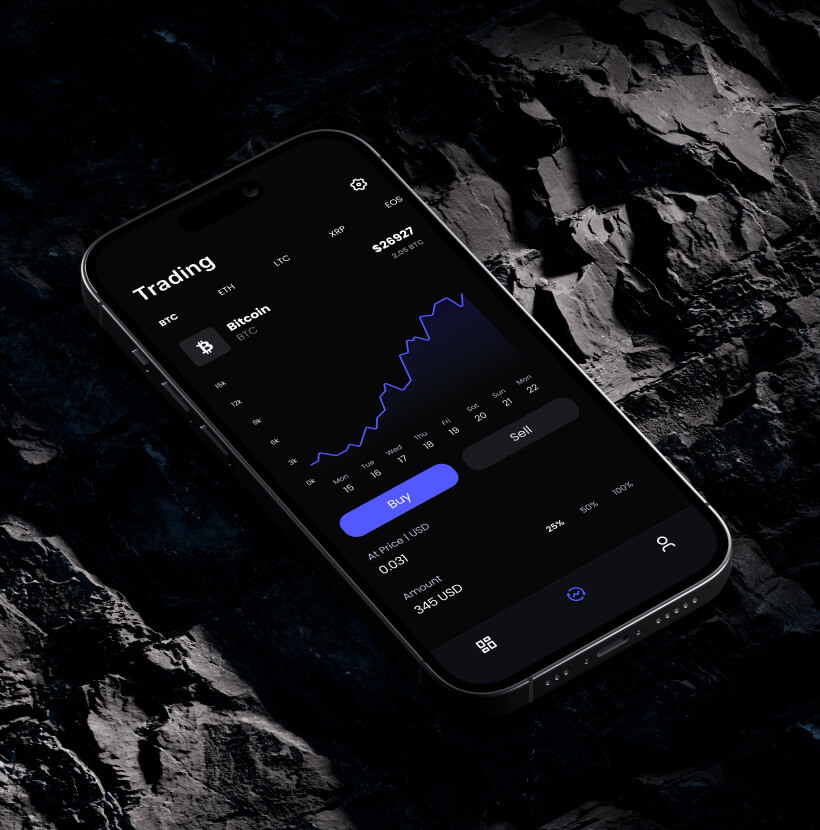 Trading
BTC ETH LTC XRP EOS
Bitcoin $26927
BTC 2.05 BTC
15k
12k
9k
6k
3k
0k
Mon Tue Wed Thu Fri Sat Sun Mon
15 16 17 18 19 20 21 22
Buy Sell
At Price | USD
0.031
25% 50% 100%
Amount
345 USD